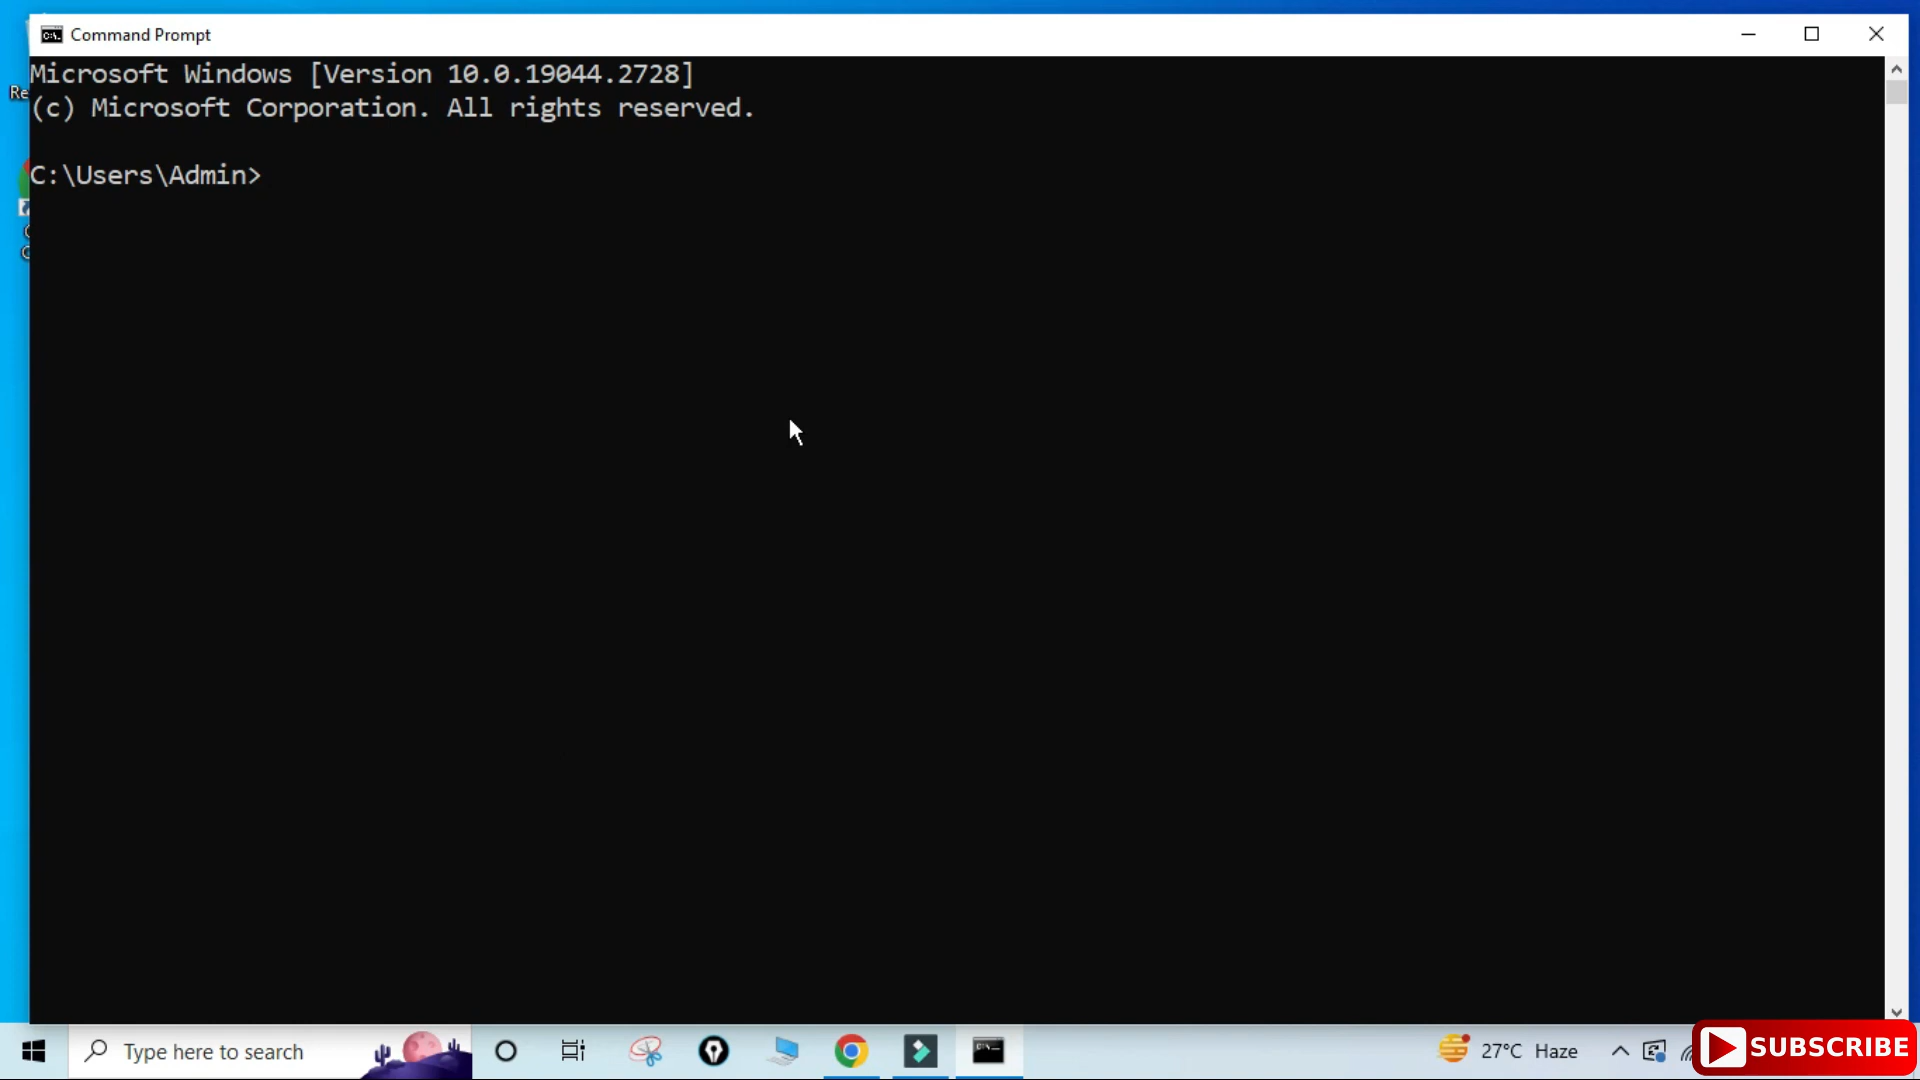 Command Prompt
Microsoft Windows [Version 10.0.19044.2728]
(c) Microsoft Corporation. All rights reserved.
Re
C:\Users\Admin>
Type here to search
27°C Haze
SUBSCRIBE